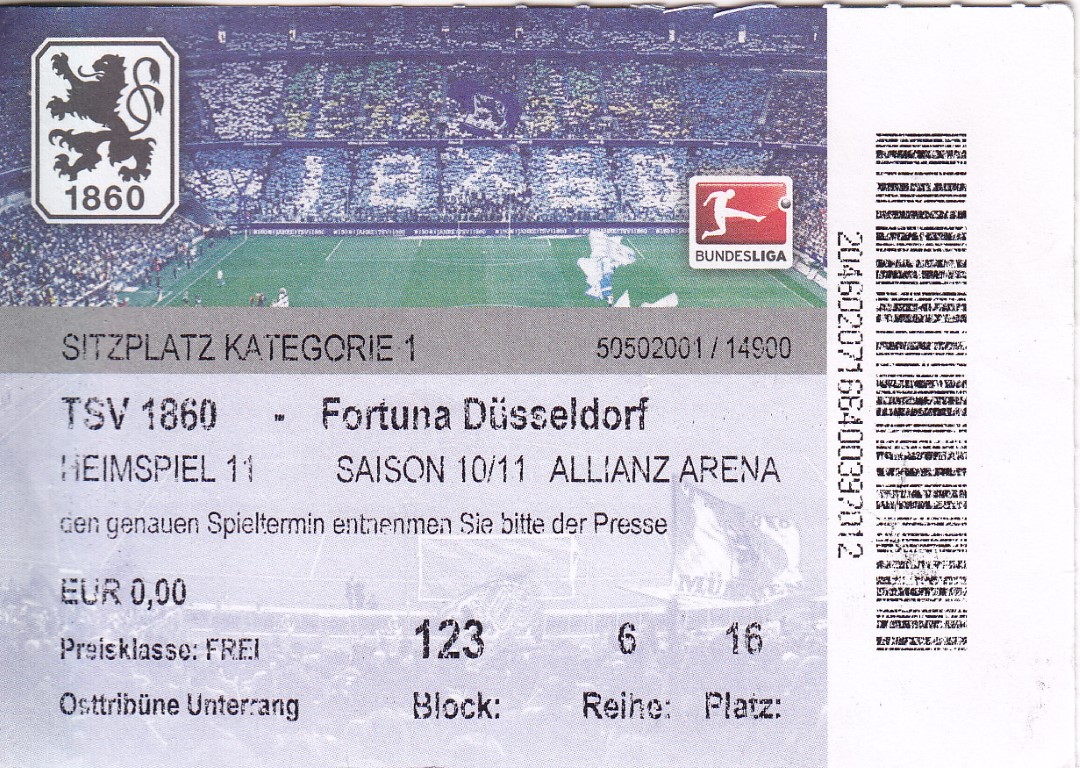 1860
1860
BUNDESLIGA
SITZPLATZ KATEGORIE 1 50502001 / 14900
TSV 1860 - Fortuna Düsseldorf
HEIMSPIEL 11 SAISON 10/11 ALLIANZ ARENA
den genauen Spieltermin entnehmen Sie bitte der Presse
EUR 0,00
Preisklasse: FREI 123 6 16
Osttribüne Unterrang Block: Reihe: Platz: